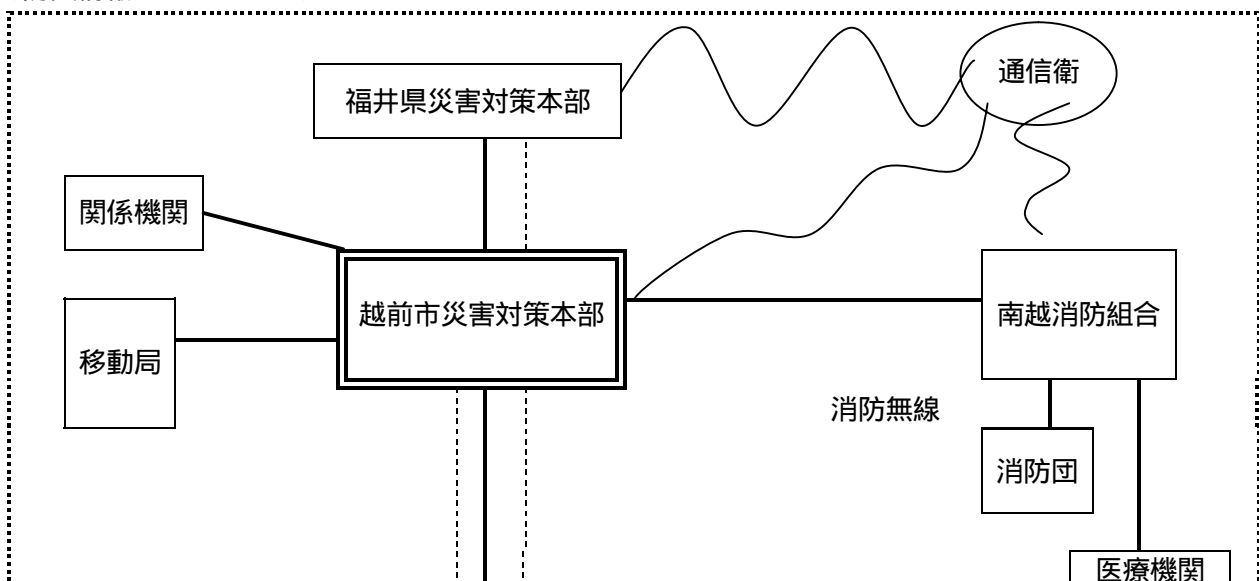 通信衛
福井県災害対策本部
関係機関
越前市災害対策本部
南越消防組合
移動局
消防無線
消防団
医療機関